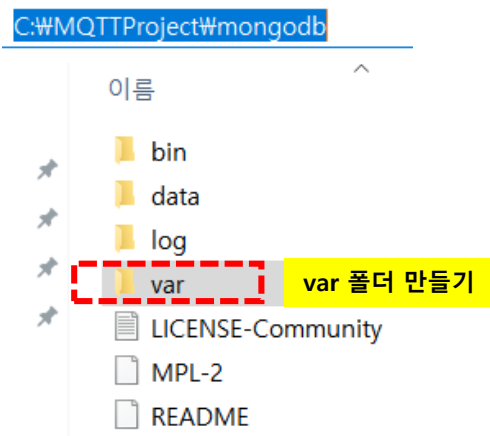 C:₩MQTTProject₩mongodb
이름
bin
data
log
var
var 폴더 만들기
LICENSE-Community
MPL-2
README